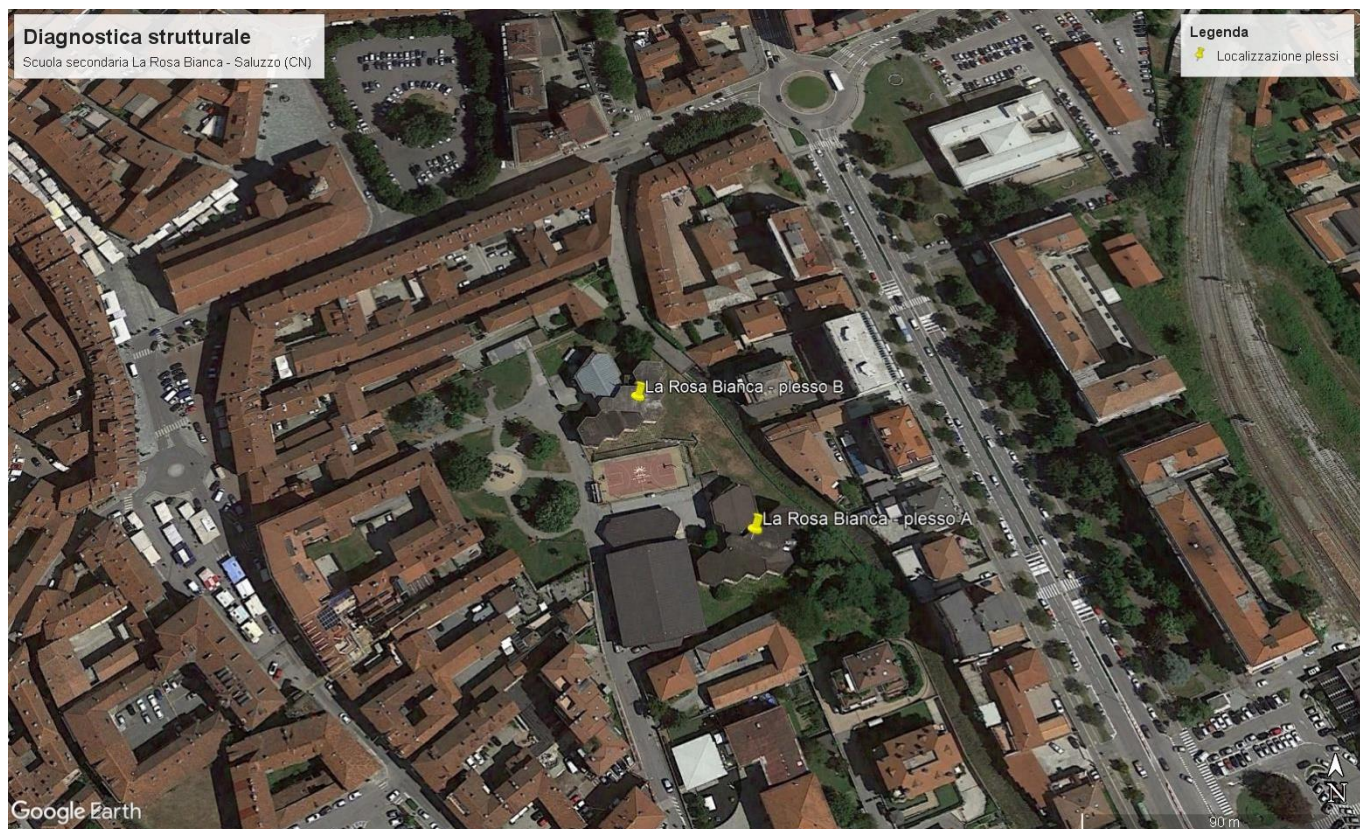 Diagnostica strutturale
Scuola secondaria La Rosa Bianca - Saluzzo (CN)
Legenda
Localizzazione plessi
La Rosa Bianca - plesso B
La Rosa Bianca - plesso A
Google Earth
N
90 m